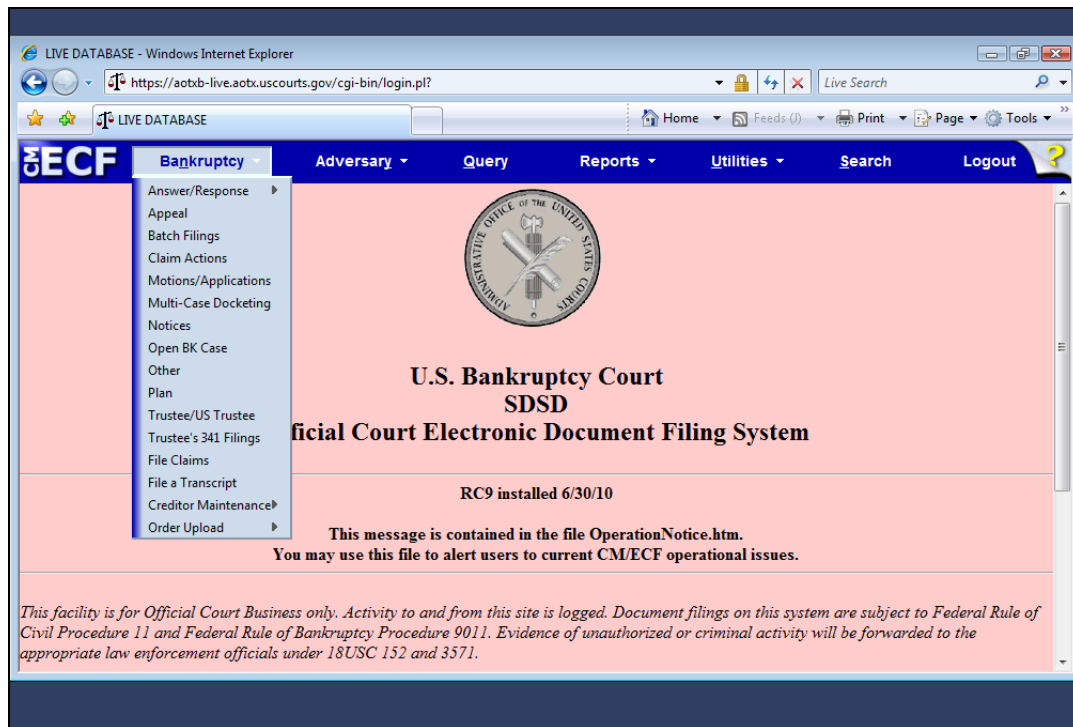 LIVE DATABASE - Windows Internet Explorer
https://aotxb-live.aotx.uscourts.gov/cgi-bin/login.pl?
Live Search
LIVE DATABASE
Home
Feeds (J)
Print
Page
Tools
CM ECF
Bankruptcy
Adversary
Query
Reports
Utilities
Search
Logout
?
Answer/Response
Appeal
Batch Filings
Claim Actions
Motions/Applications
Multi-Case Docketing
Notices
Open BK Case
Other
Plan
Trustee/US Trustee
Trustee's 341 Filings
File Claims
File a Transcript
Creditor Maintenance
Order Upload
ADMINISTRATIVE OFFICE OF THE UNITED STATES COURTS
U.S. Bankruptcy Court
SDSD
ficial Court Electronic Document Filing System
RC9 installed 6/30/10
This message is contained in the file OperationNotice.htm.
You may use this file to alert users to current CM/ECF operational issues.
This facility is for Official Court Business only. Activity to and from this site is logged. Document filings on this system are subject to Federal Rule of
Civil Procedure 11 and Federal Rule of Bankruptcy Procedure 9011. Evidence of unauthorized or criminal activity will be forwarded to the
appropriate law enforcement officials under 18USC 152 and 3571.